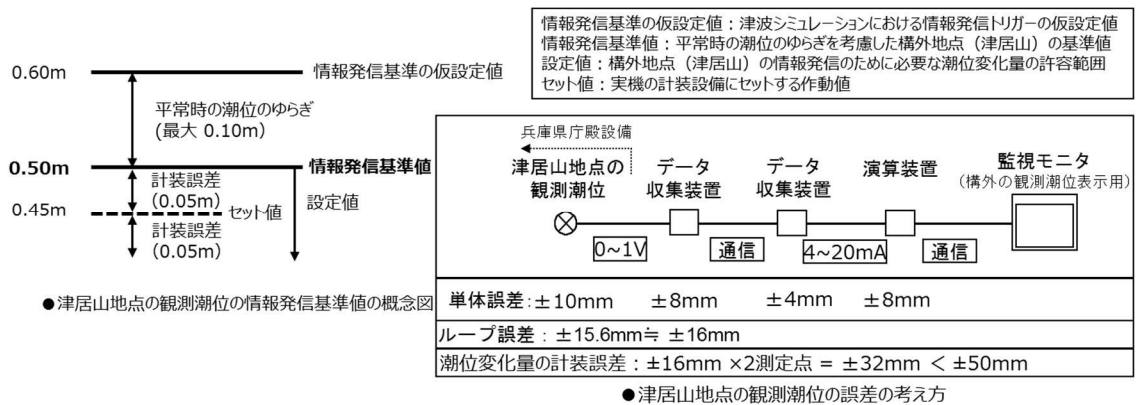 情報発信基準の仮設定値：津波シミュレーションにおける情報発信トリガーの仮設定値
情報発信基準値：平常時の潮位のゆらぎを考慮した構外地点（津居山）の基準値
設定値：構外地点（津居山）の情報発信のために必要な潮位変化量の許容範囲
セット値：実機の計装設備にセットする作動値
0.60m
情報発信基準の仮設定値
平常時の潮位のゆらぎ
(最大 0.10m）
0.50m
情報発信基準値
計装誤差
（0.05m）
セット値
設定値
0.45m
計装誤差
（0.05m）
●津居山地点の観測潮位の情報発信基準値の概念図
兵庫県庁殿設備
津居山地点の
観測潮位
データ
収集装置
データ
収集装置
演算装置
監視モニタ
（構外の観測潮位表示用）
0~1V
通信
4~20mA
通信
単体誤差：±10mm ±8mm ±4mm ±8mm
ループ誤差：±15.6mm≒ ±16mm
潮位変化量の計装誤差：±16mm ×2測定点 = ±32mm ＜ ±50mm
●津居山地点の観測潮位の誤差の考え方